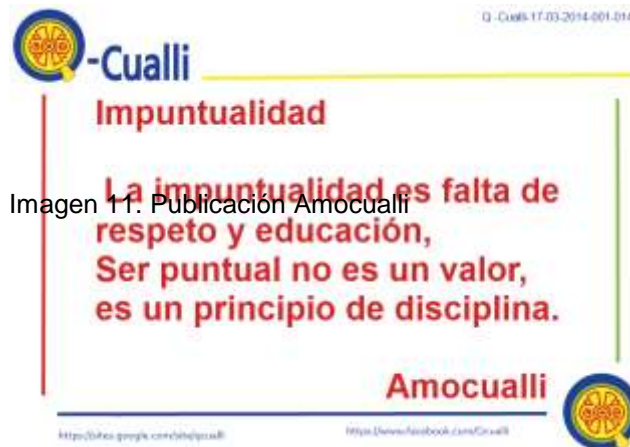 Q-Cualli-17-03-2014-001-014
-Cualli
Impuntualidad
La impuntualidad es falta de
Imagen 11. Publicación Amocualli
respeto y educación,
Ser puntual no es un valor,
es un principio de disciplina.
Amocualli